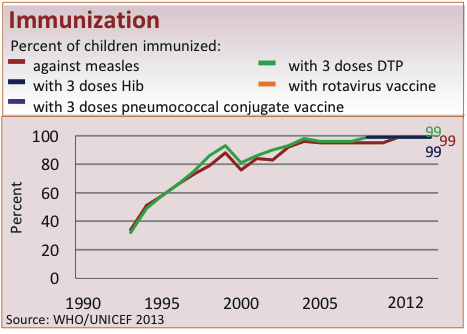 Immunization
Percent of children immunized:
against measles
with 3 doses DTP
with 3 doses Hib
with rotavirus vaccine
with 3 doses pneumococcal conjugate vaccine
Percent
100
80
60
40
20
0
99
99
99
1990 1995 2000 2005 2012
Source: WHO/UNICEF 2013